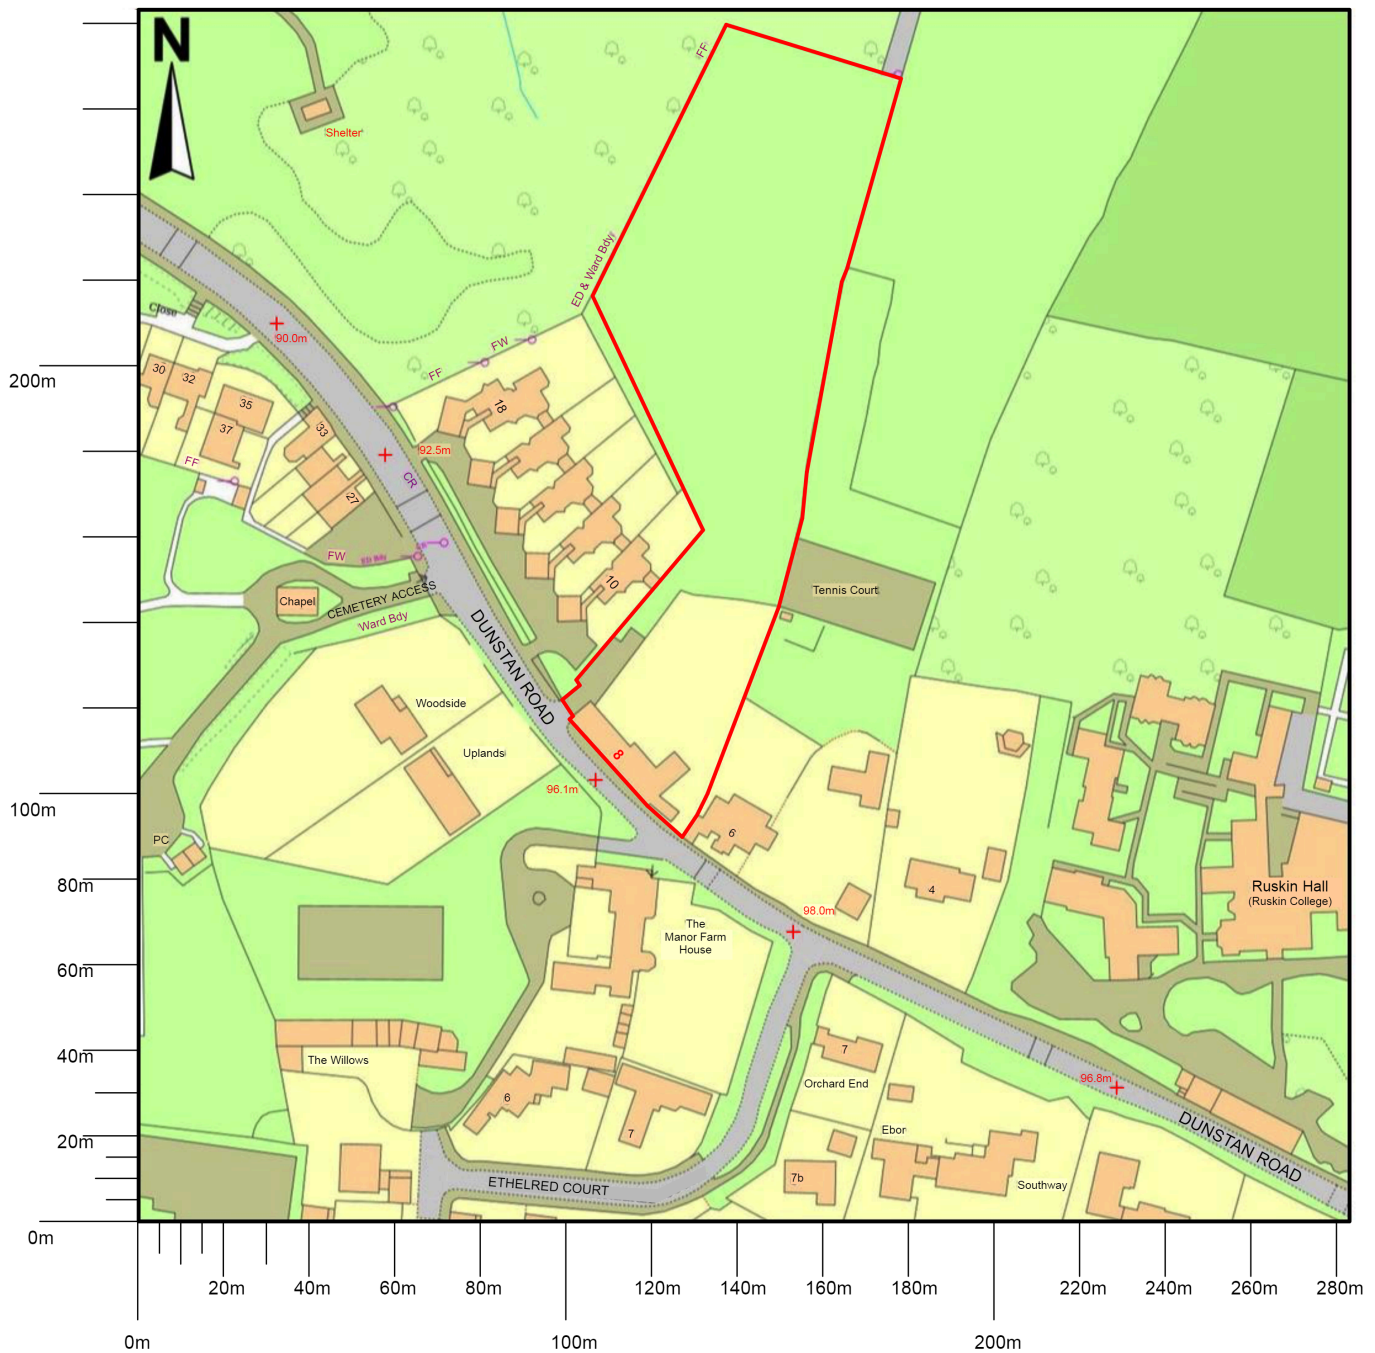 N
Shelter
FF
ED & Ward Bdy
Close
90.0m
FW
FF
30
32
35
37
33
27
18
200m
FF
92.5m
CR
FW
ED Bdy
10
Chapel
CEMETERY ACCESS
Ward Bdy
Tennis Court
DUNSTAN ROAD
Woodside
Uplands
8
96.1m
100m
PC
6
80m
4
98.0m
Ruskin Hall
(Ruskin College)
The
Manor Farm
House
60m
40m
The Willows
7
Orchard End
96.8m
6
7
Ebor
DUNSTAN ROAD
20m
ETHELRED COURT
7b
Southway
0m
20m
40m
60m
80m
120m
140m
160m
180m
220m
240m
260m
280m
0m
100m
200m